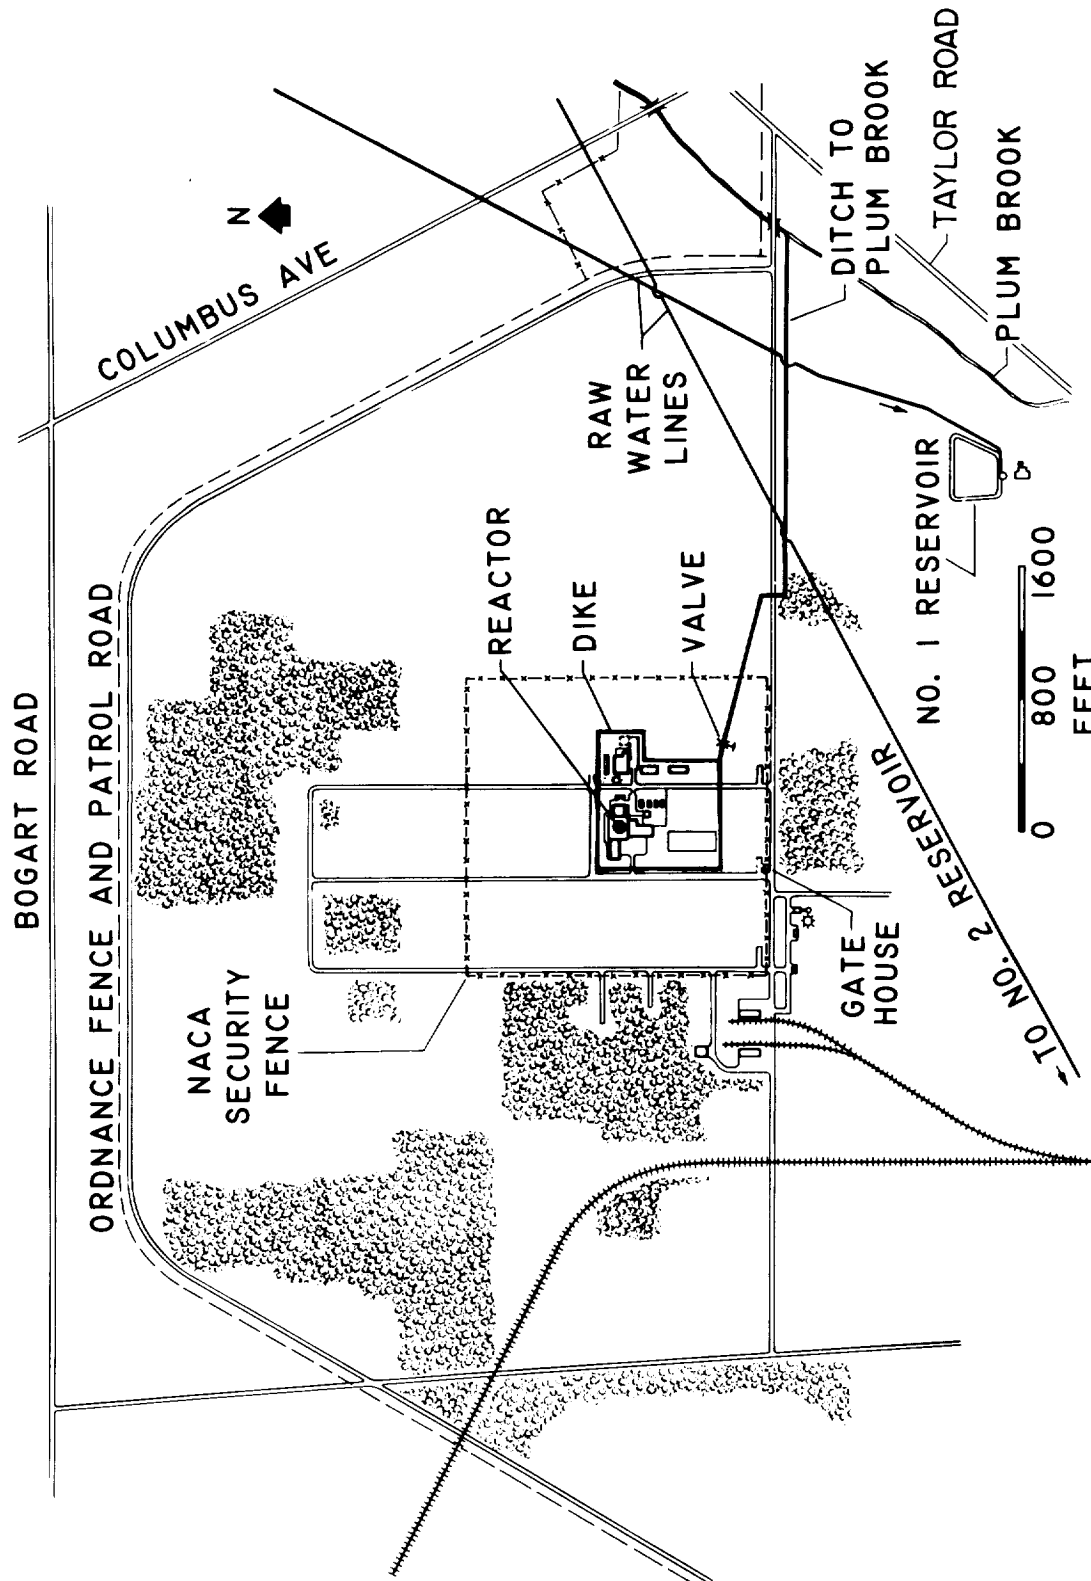 BOGART ROAD
ORDNANCE FENCE AND PATROL ROAD
N
COLUMBUS AVE
NACA
SECURITY
FENCE
REACTOR
DIKE
VALVE
RAW
WATER
LINES
GATE
HOUSE
DITCH TO
PLUM BROOK
TAYLOR ROAD
PLUM BROOK
NO. 1 RESERVOIR
TO NO. 2 RESERVOIR
0 800 1600
FEET